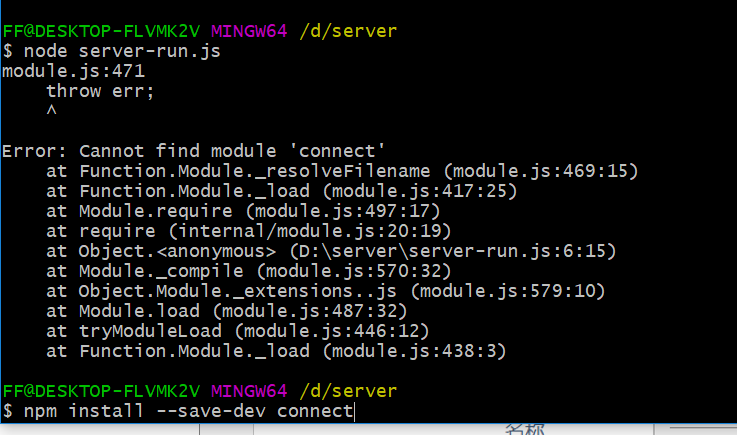 FF@DESKTOP-FLVMK2V MINGW64 /d/server
$ node server-run.js
module.js:471
    throw err;
    ^

Error: Cannot find module 'connect'
    at Function.Module._resolveFilename (module.js:469:15)
    at Function.Module._load (module.js:417:25)
    at Module.require (module.js:497:17)
    at require (internal/module.js:20:19)
    at Object.<anonymous> (D:\server\server-run.js:6:15)
    at Module._compile (module.js:570:32)
    at Object.Module._extensions..js (module.js:579:10)
    at Module.load (module.js:487:32)
    at tryModuleLoad (module.js:446:12)
    at Function.Module._load (module.js:438:3)

FF@DESKTOP-FLVMK2V MINGW64 /d/server
$ npm install --save-dev connect
名称